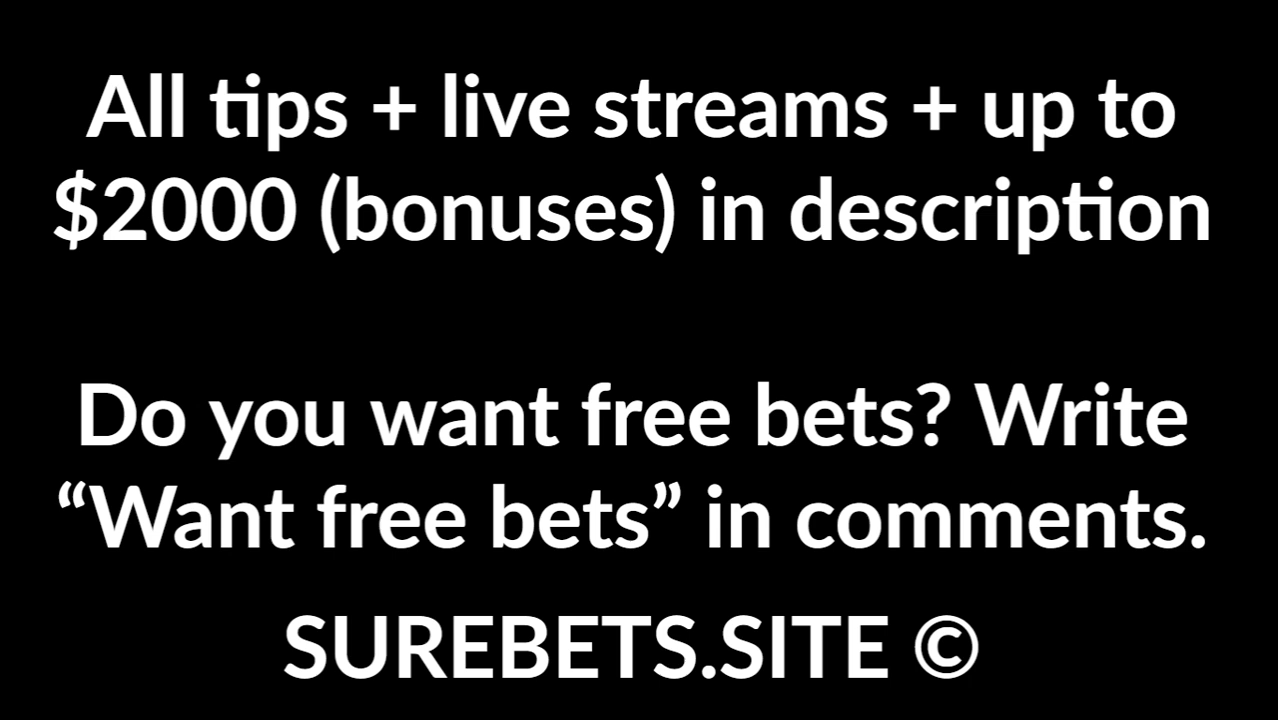 All tips + live streams + up to
$2000 (bonuses) in description
Do you want free bets? Write
“Want free bets” in comments.
SUREBETS.SITE ©